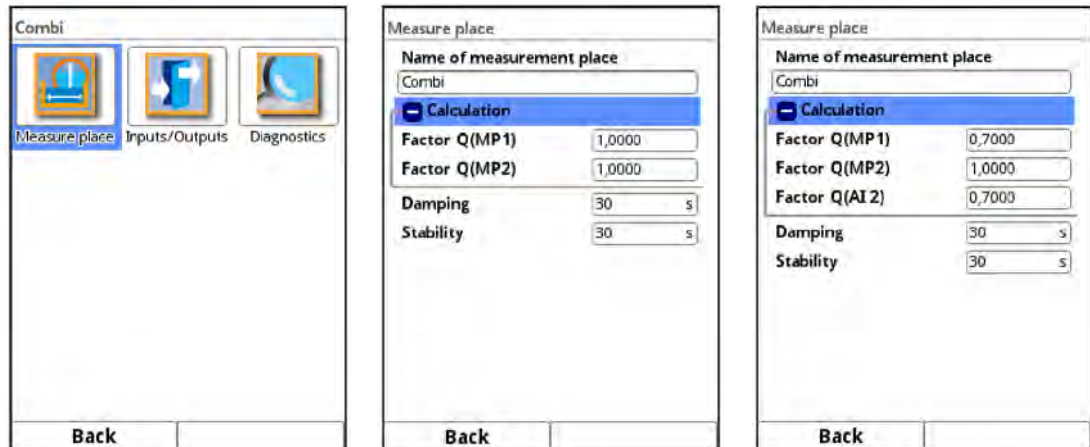 Combi
Measure place Inputs/Outputs Diagnostics
Back
Measure place
Name of measurement place
Combi
Calculation
Factor Q(MP1) 1,0000
Factor Q(MP2) 1,0000
Damping 30 s
Stability 30 s
Back
Measure place
Name of measurement place
Combi
Calculation
Factor Q(MP1) 0,7000
Factor Q(MP2) 1,0000
Factor Q(AI 2) 0,7000
Damping 30 s
Stability 30 s
Back